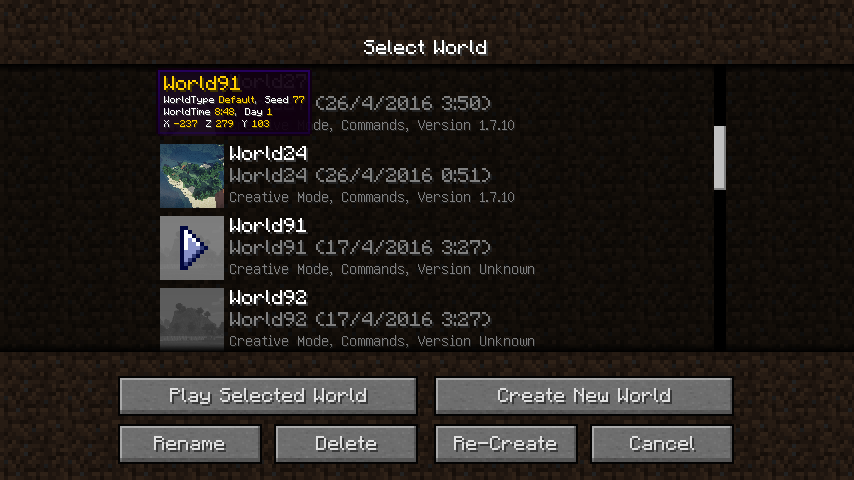 Select World
World91
WorldType Default, Seed 77
WorldTime 8:48, Day 1
X -237 Z 279 Y 103
World27
(26/4/2016 3:50)
de, Commands, Version 1.7.10
World24
World24 (26/4/2016 0:51)
Creative Mode, Commands, Version 1.7.10
World91
World91 (17/4/2016 3:27)
Creative Mode, Commands, Version Unknown
World92
World92 (17/4/2016 3:27)
Creative Mode, Commands, Version Unknown
Play Selected World
Create New World
Rename
Delete
Re-Create
Cancel